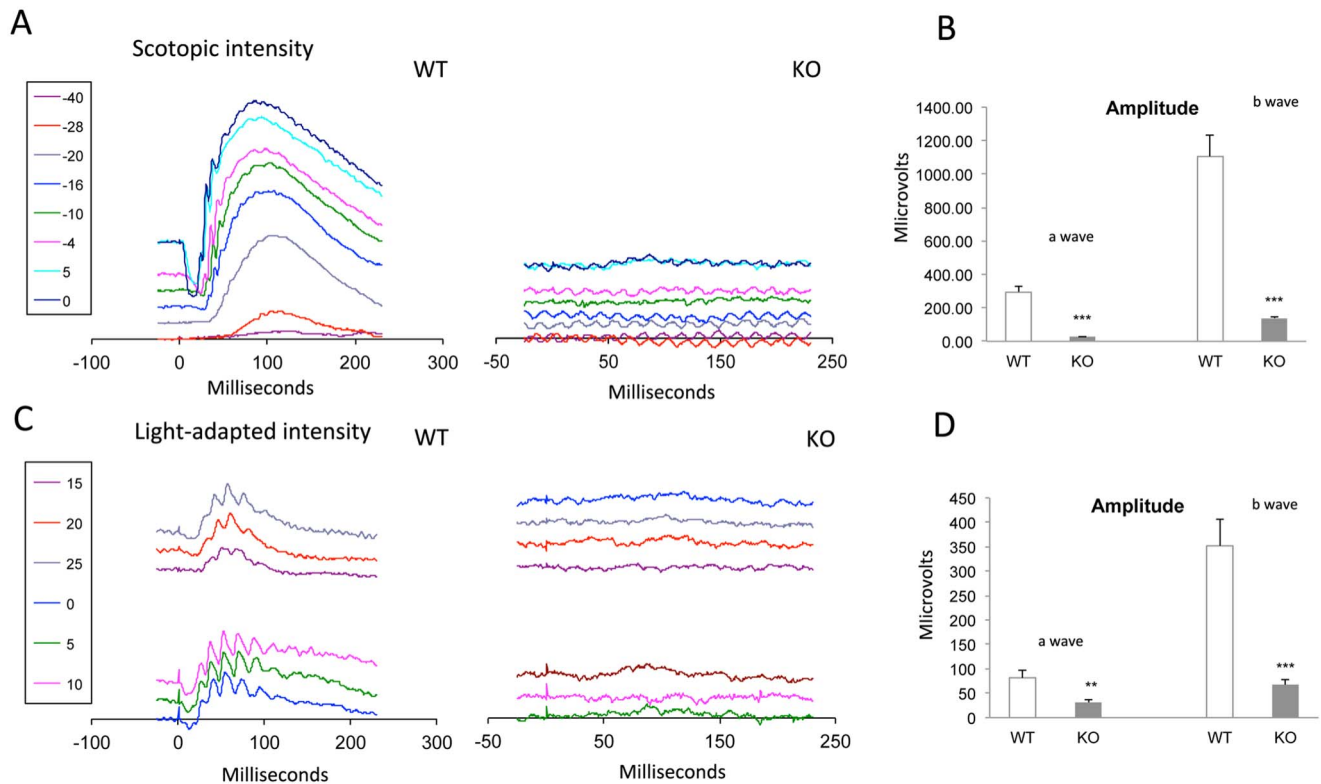 A
Scotopic intensity
WT
KO
-40
-28
-20
-16
-10
-4
5
0
-100
0
100
200
300
Milliseconds
-50
50
150
250
Milliseconds
B
Amplitude
b wave
a wave
MIicrovolts
1400.00
1200.00
1000.00
800.00
600.00
400.00
200.00
0.00
***
***
WT
KO
WT
KO
C
Light-adapted intensity
WT
KO
15
20
25
0
5
10
-100
0
100
200
300
Milliseconds
-50
50
150
250
Milliseconds
D
Amplitude
b wave
a wave
MIicrovolts
450
400
350
300
250
200
150
100
50
0
**
***
WT
KO
WT
KO